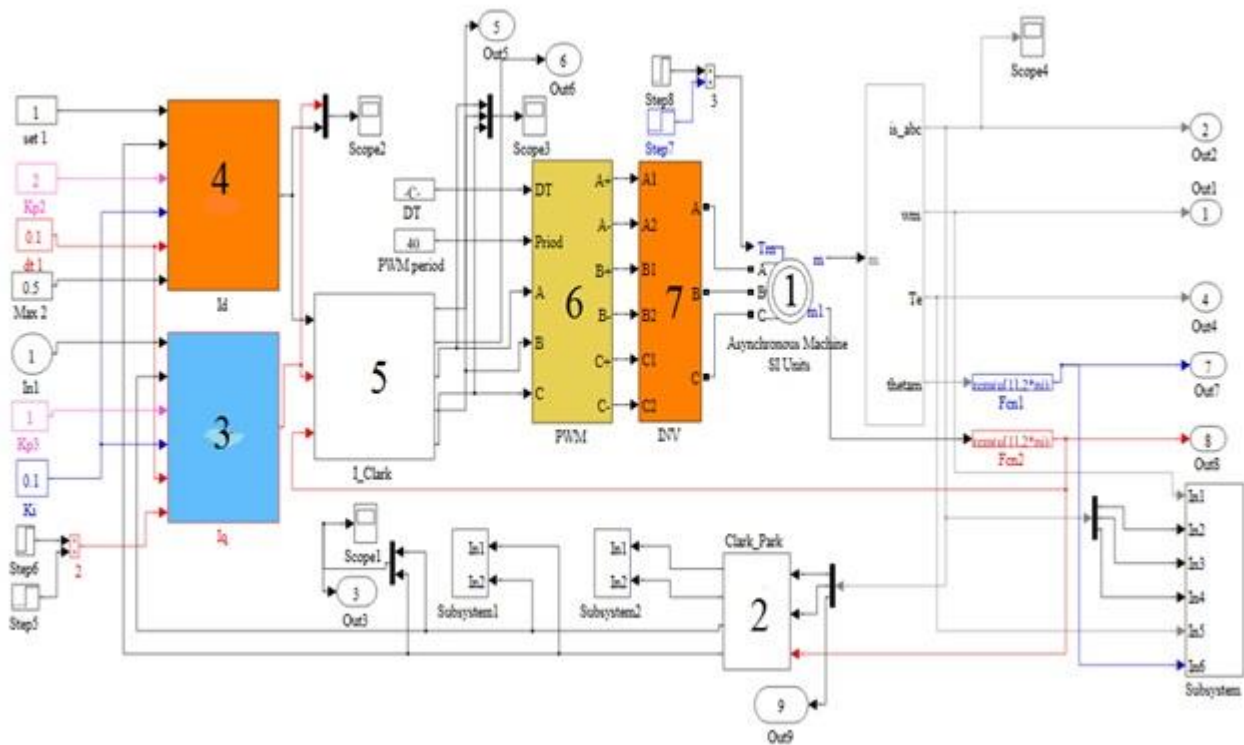 1
set 1
2
Kp2
0.1
dt 1
0.5
Max 2
4
Id
1
In1
1
Kp3
0.1
Ki
3
Iq
Step6
Step5
2
Scope2
5
I_Clark
5
Out5
6
Out6
Scope3
-C-
DT
40
PWM period
DT
Priod
A
B
C
6
A+
A-
B+
B-
C+
C-
PWM
A1
A2
B1
B2
C1
C2
7
A
B
C
INV
Step8
Step7
3
Tm
A
B
C
1
m
m1
Asynchronous Machine
SI Units
m
is_abc
wm
Te
thetam
Scope4
2
Out2
Out1
1
4
Out4
Fcn1
7
Out7
Fcn2
8
Out8
In1
In2
In3
In4
In5
In6
Subsystem
Scope1
3
Out3
In1
In2
Subsystem1
In1
In2
Subsystem2
Clark_Park
2
9
Out9